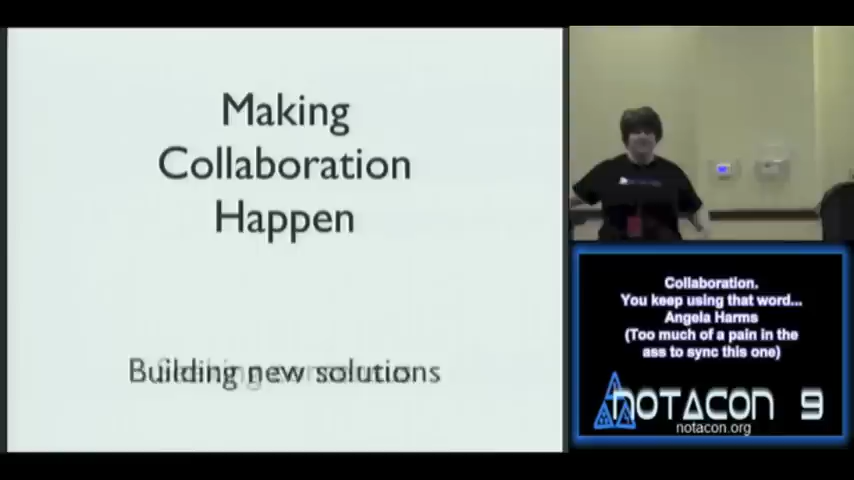 Making
Collaboration
Happen
Building new solutions
Collaboration.
You keep using that word...
Angela Harms
(Too much of a pain in the
ass to sync this one)
NOTACON 9
notacon.org